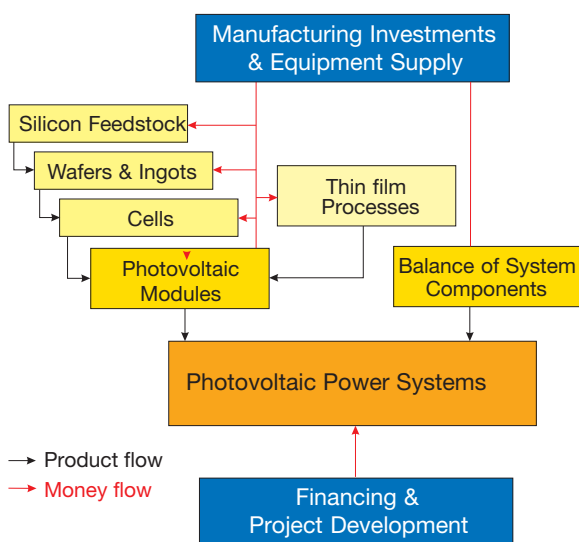 Manufacturing Investments
& Equipment Supply
Silicon Feedstock
Wafers & Ingots
Cells
Thin film
Processes
Photovoltaic
Modules
Balance of System
Components
Photovoltaic Power Systems
Product flow
Money flow
Financing &
Project Development